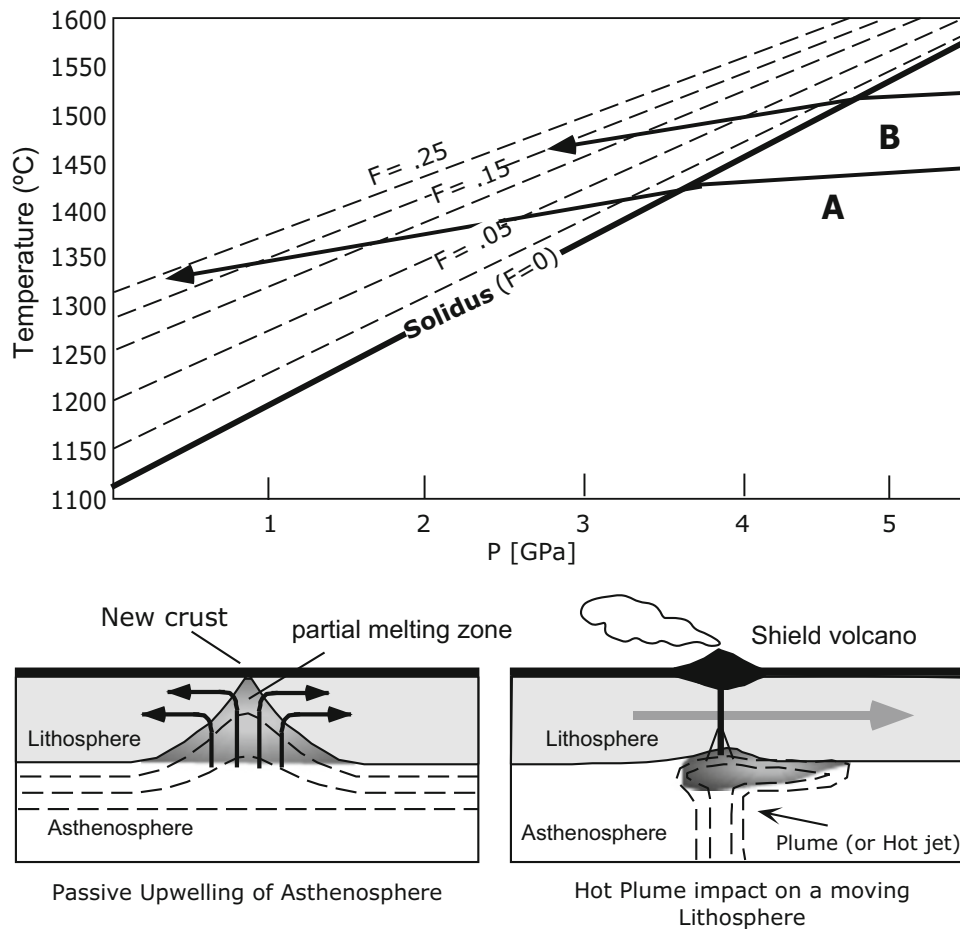 1600
1550
1500
1450
1400
1350
1300
1250
1200
1150
1100
Temperature (ºC)
F= .25
F= .15
F= .05
Solidus (F=0)
B
A
1 2 3 4 5
P [GPa]
New crust
partial melting zone
Lithosphere
Asthenosphere
Passive Upwelling of Asthenosphere
Shield volcano
Lithosphere
Asthenosphere
Plume (or Hot jet)
Hot Plume impact on a moving
Lithosphere